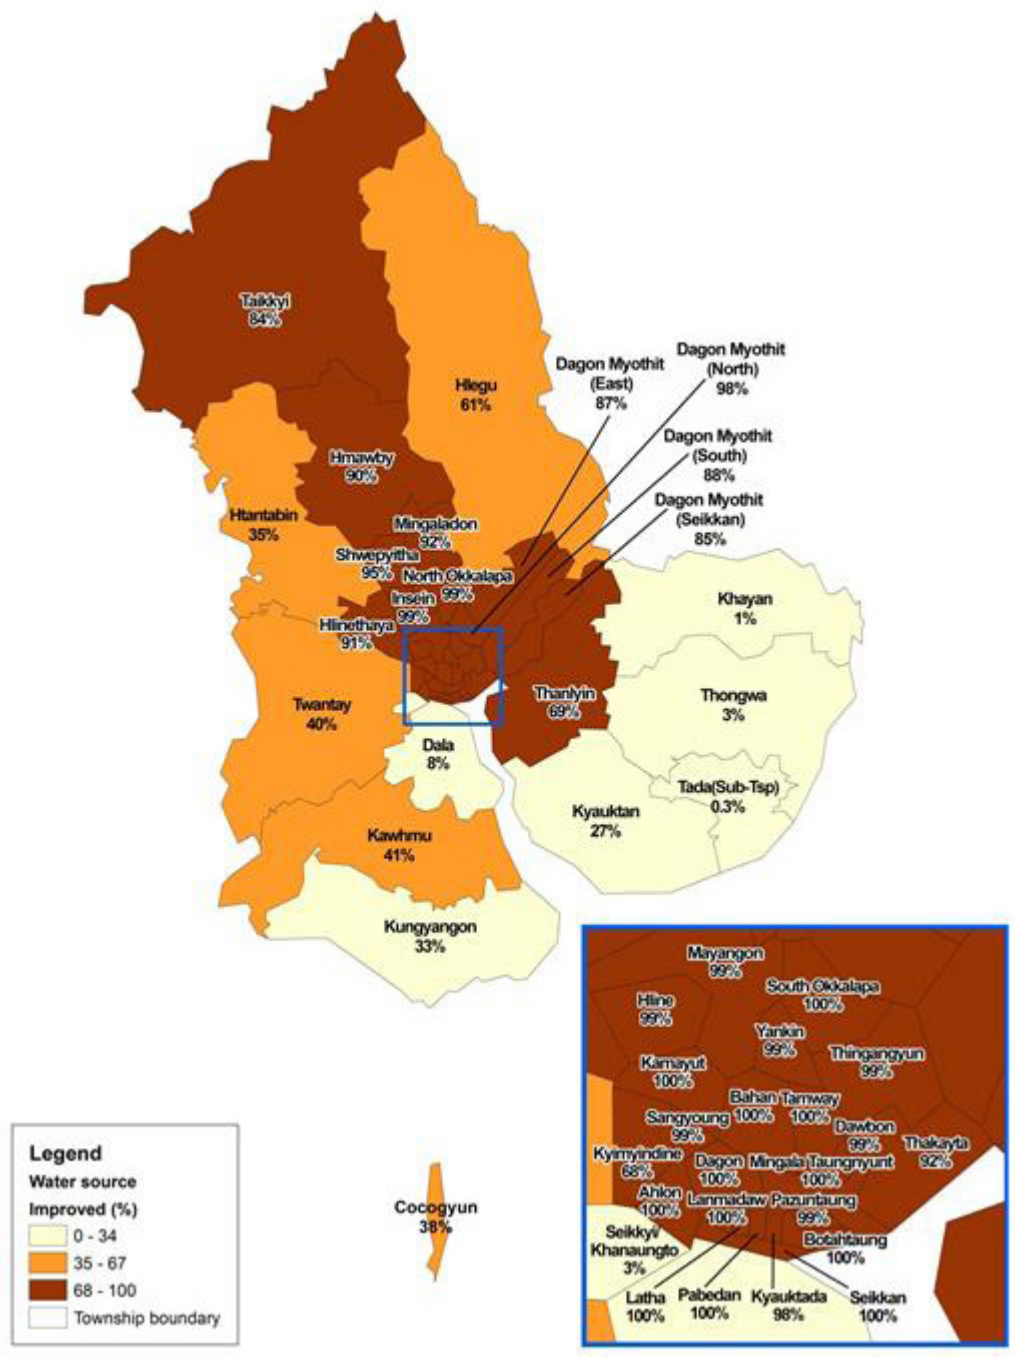 Taikkyi
84%
Hlegu
61%
Dagon Myothit
(East)
87%
Dagon Myothit
(North)
98%
Dagon Myothit
(South)
88%
Dagon Myothit
(Seikkan)
85%
Hmawby
90%
Htantabin
35%
Mingaladon
92%
Shwepyitha
95%
North Okkalapa
99%
Insein
99%
Hlinethaya
91%
Khayan
1%
Thongwa
3%
Thanlyin
69%
Twantay
40%
Dala
8%
Tada(Sub-Tsp)
0.3%
Kyauktan
27%
Kawhmu
41%
Kungyangon
33%
Cocogyun
38%
Mayangon
99%
South Okkalapa
100%
Hline
99%
Yankin
99%
Thingangyun
99%
Kamayut
100%
Bahan
100%
Tamway
100%
Sangyoung
99%
Dawbon
99%
Thakayta
92%
Kyimyindine
68%
Dagon
100%
Mingala Taungnyunt
100%
Ahlon
100%
Lanmadaw
100%
Pazuntaung
99%
Botahtaung
100%
Seikkyi/
Khanaungto
3%
Latha
100%
Pabedan
100%
Kyauktada
98%
Seikkan
100%
Legend
Water source
Improved (%)
0 - 34
35 - 67
68 - 100
Township boundary